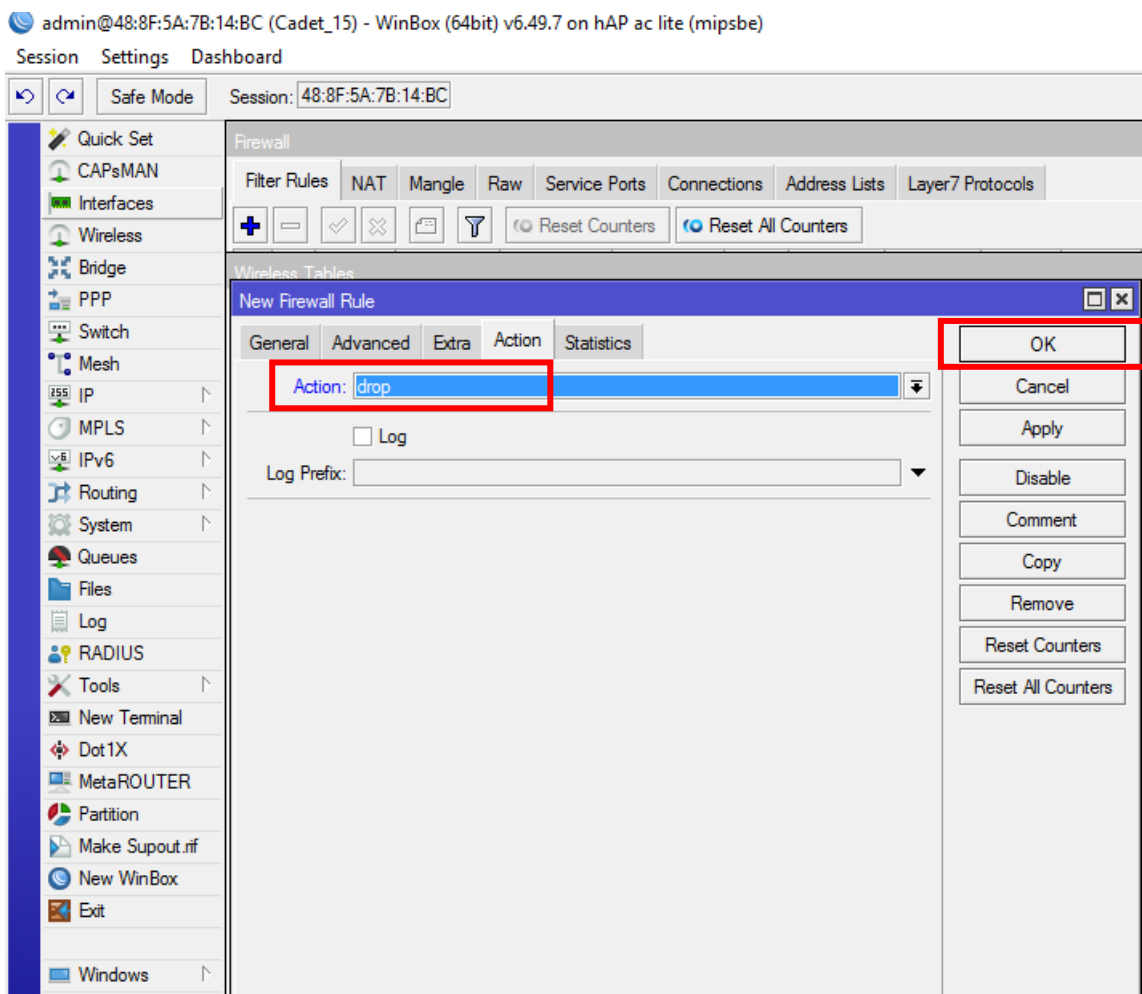 admin@48:8F:5A:7B:14:BC (Cadet_15) - WinBox (64bit) v6.49.7 on hAP ac lite (mipsbe)
Session Settings Dashboard
Safe Mode Session: 48:8F:5A:7B:14:BC
Quick Set
CAPsMAN
Interfaces
Wireless
Bridge
PPP
Switch
Mesh
IP
MPLS
IPv6
Routing
System
Queues
Files
Log
RADIUS
Tools
New Terminal
Dot1X
MetaROUTER
Partition
Make Supout.rif
New WinBox
Exit
Windows
Firewall
Filter Rules NAT Mangle Raw Service Ports Connections Address Lists Layer7 Protocols
Reset Counters Reset All Counters
Wireless Tables
New Firewall Rule
General Advanced Extra Action Statistics
Action: drop
Log
Log Prefix:
OK
Cancel
Apply
Disable
Comment
Copy
Remove
Reset Counters
Reset All Counters